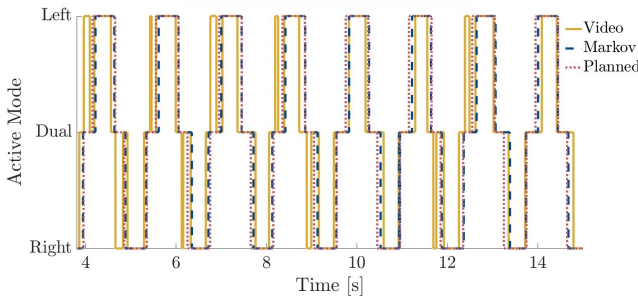 Left
Video
Markov
Planned
Dual
Active Mode
Right
4 6 8 10 12 14
Time [s]